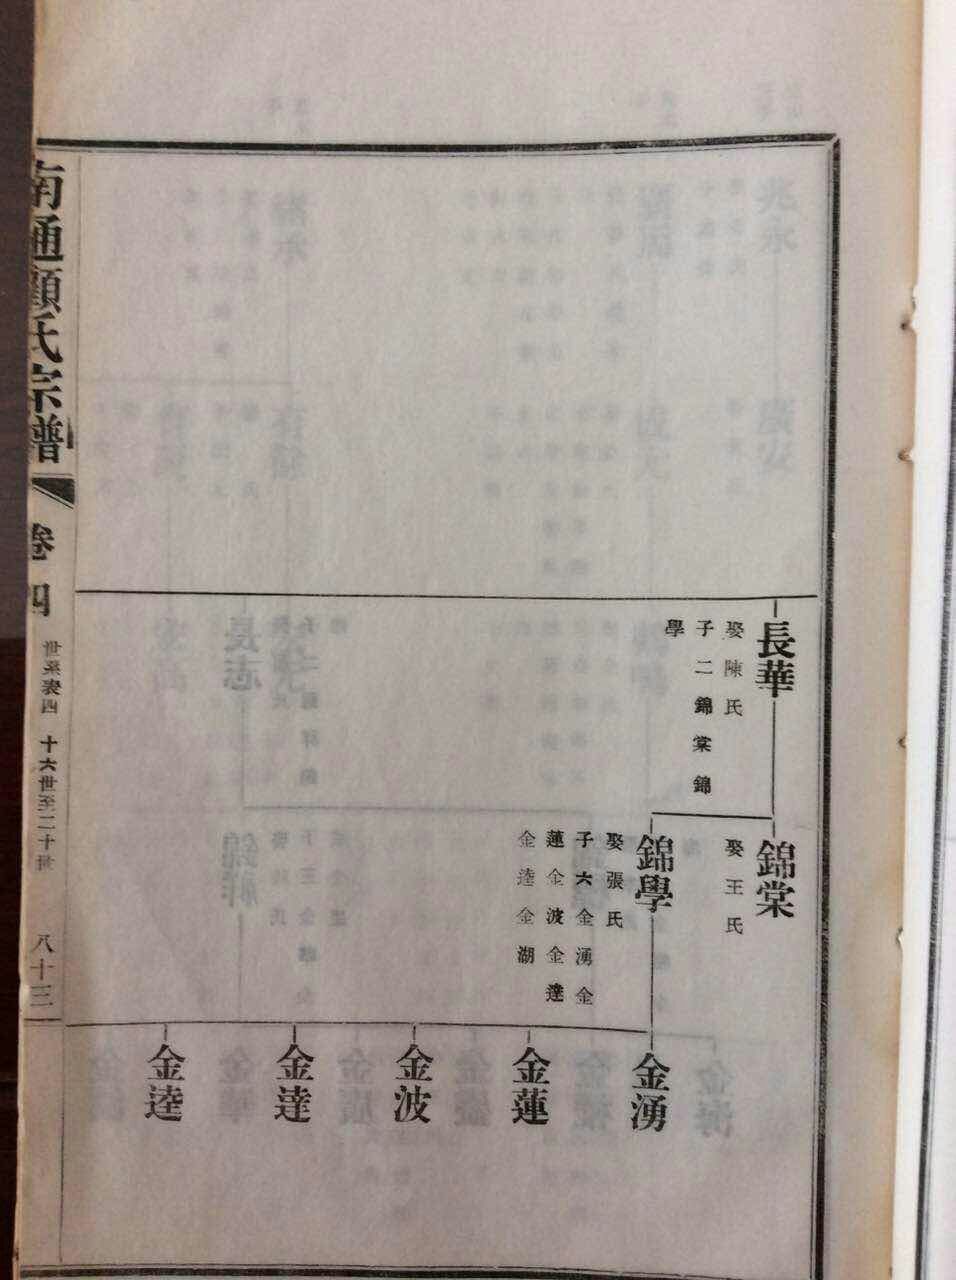 長華
娶陳氏
子二錦棠錦
學
錦棠
娶王氏
錦學
娶張氏
子六金湧金
蓮金波金達
金逵金湖
金湧
金蓮
金波
金達
金逵
南通顧氏宗譜
卷四
世系表四 十六世至二十世
八十三